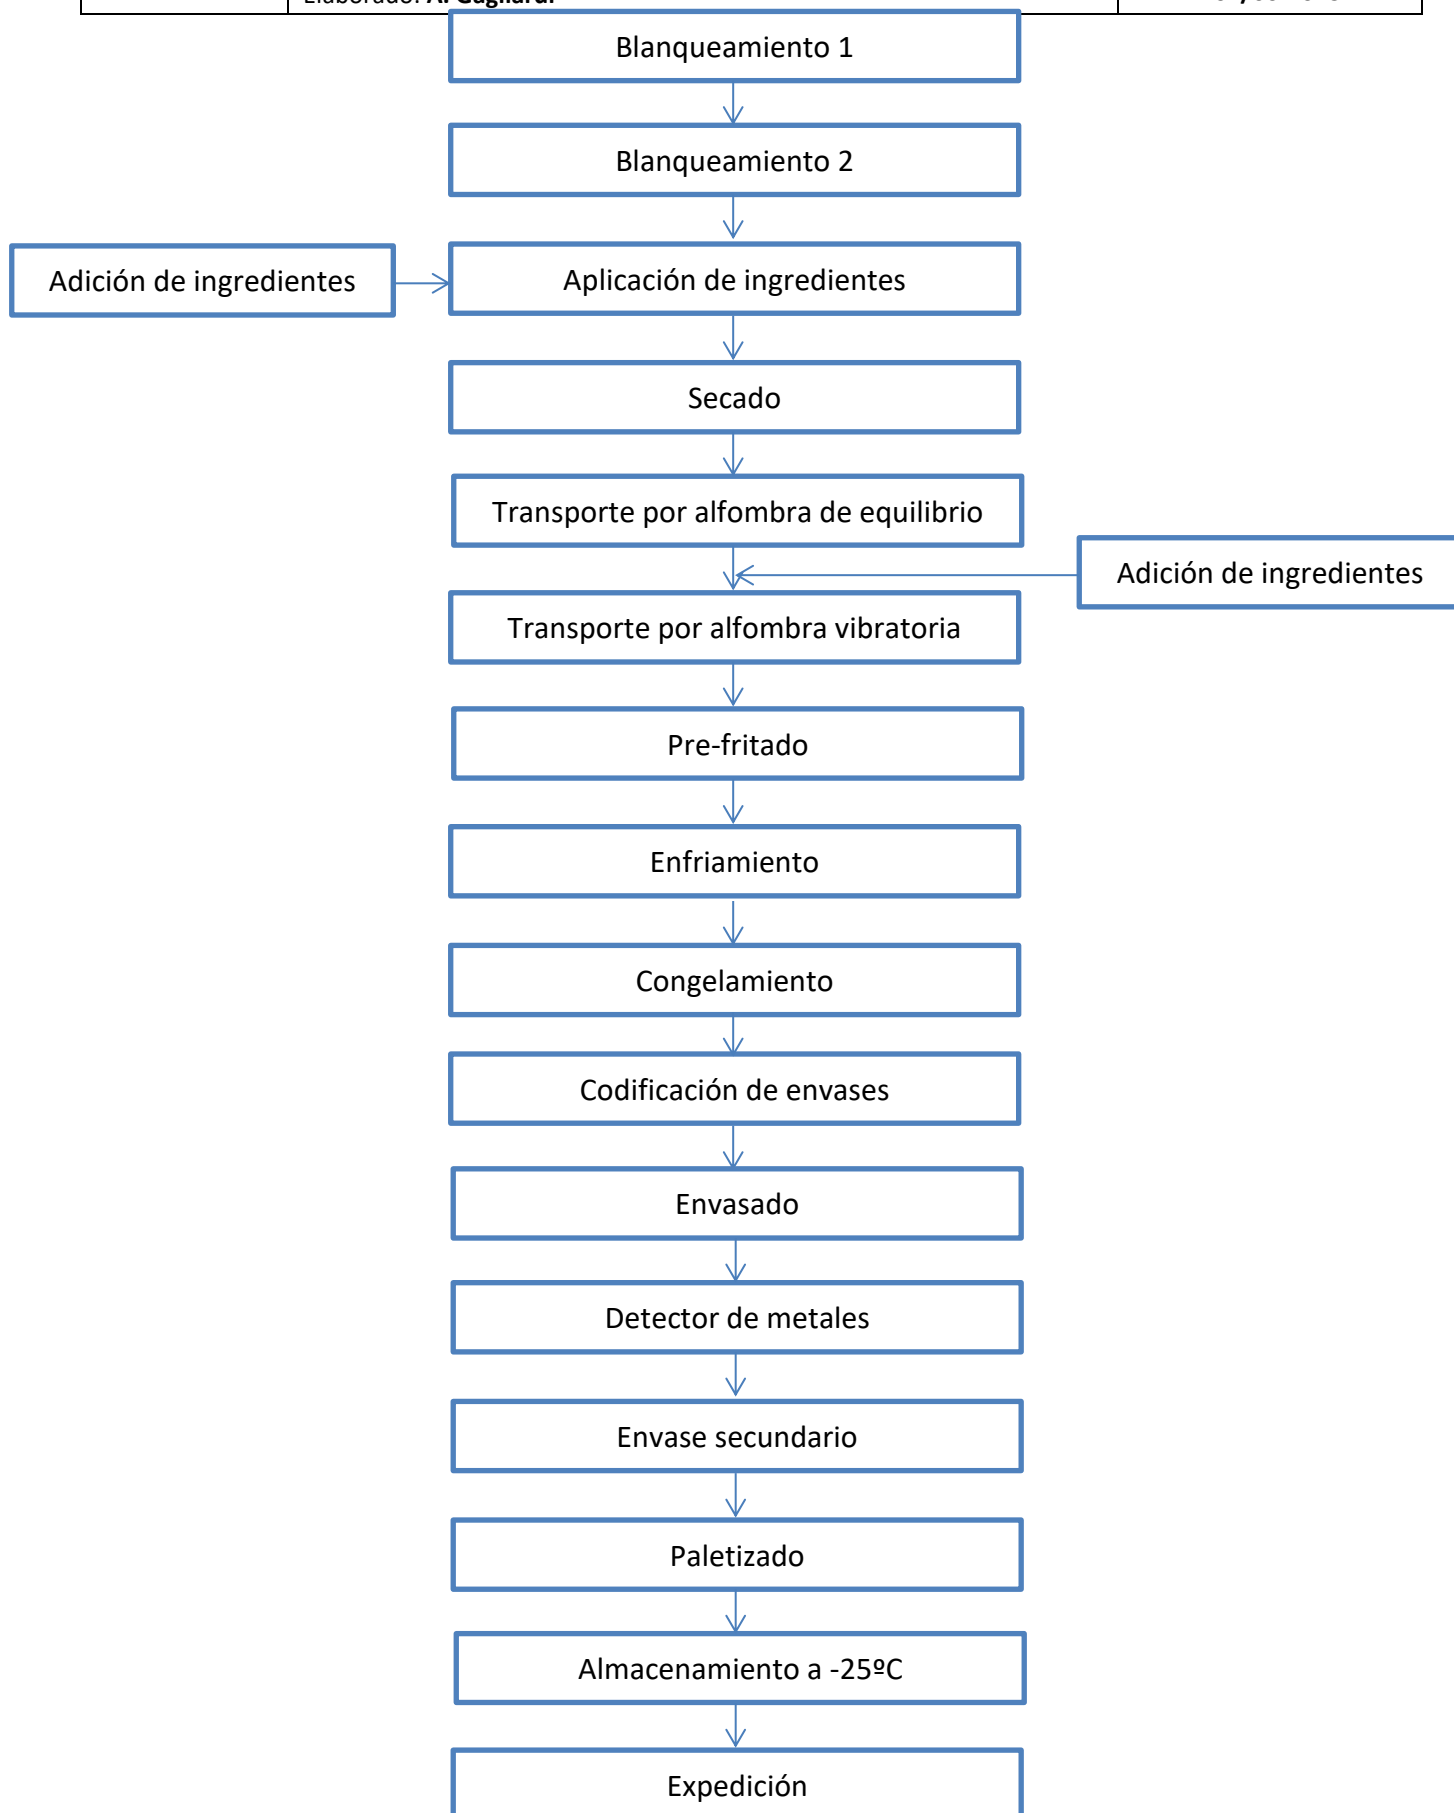 Elaborado: A. Gagliardi
Blanqueamiento 1
Blanqueamiento 2
Adición de ingredientes
Aplicación de ingredientes
Secado
Transporte por alfombra de equilibrio
Adición de ingredientes
Transporte por alfombra vibratoria
Pre-fritado
Enfriamiento
Congelamiento
Codificación de envases
Envasado
Detector de metales
Envase secundario
Paletizado
Almacenamiento a -25ºC
Expedición